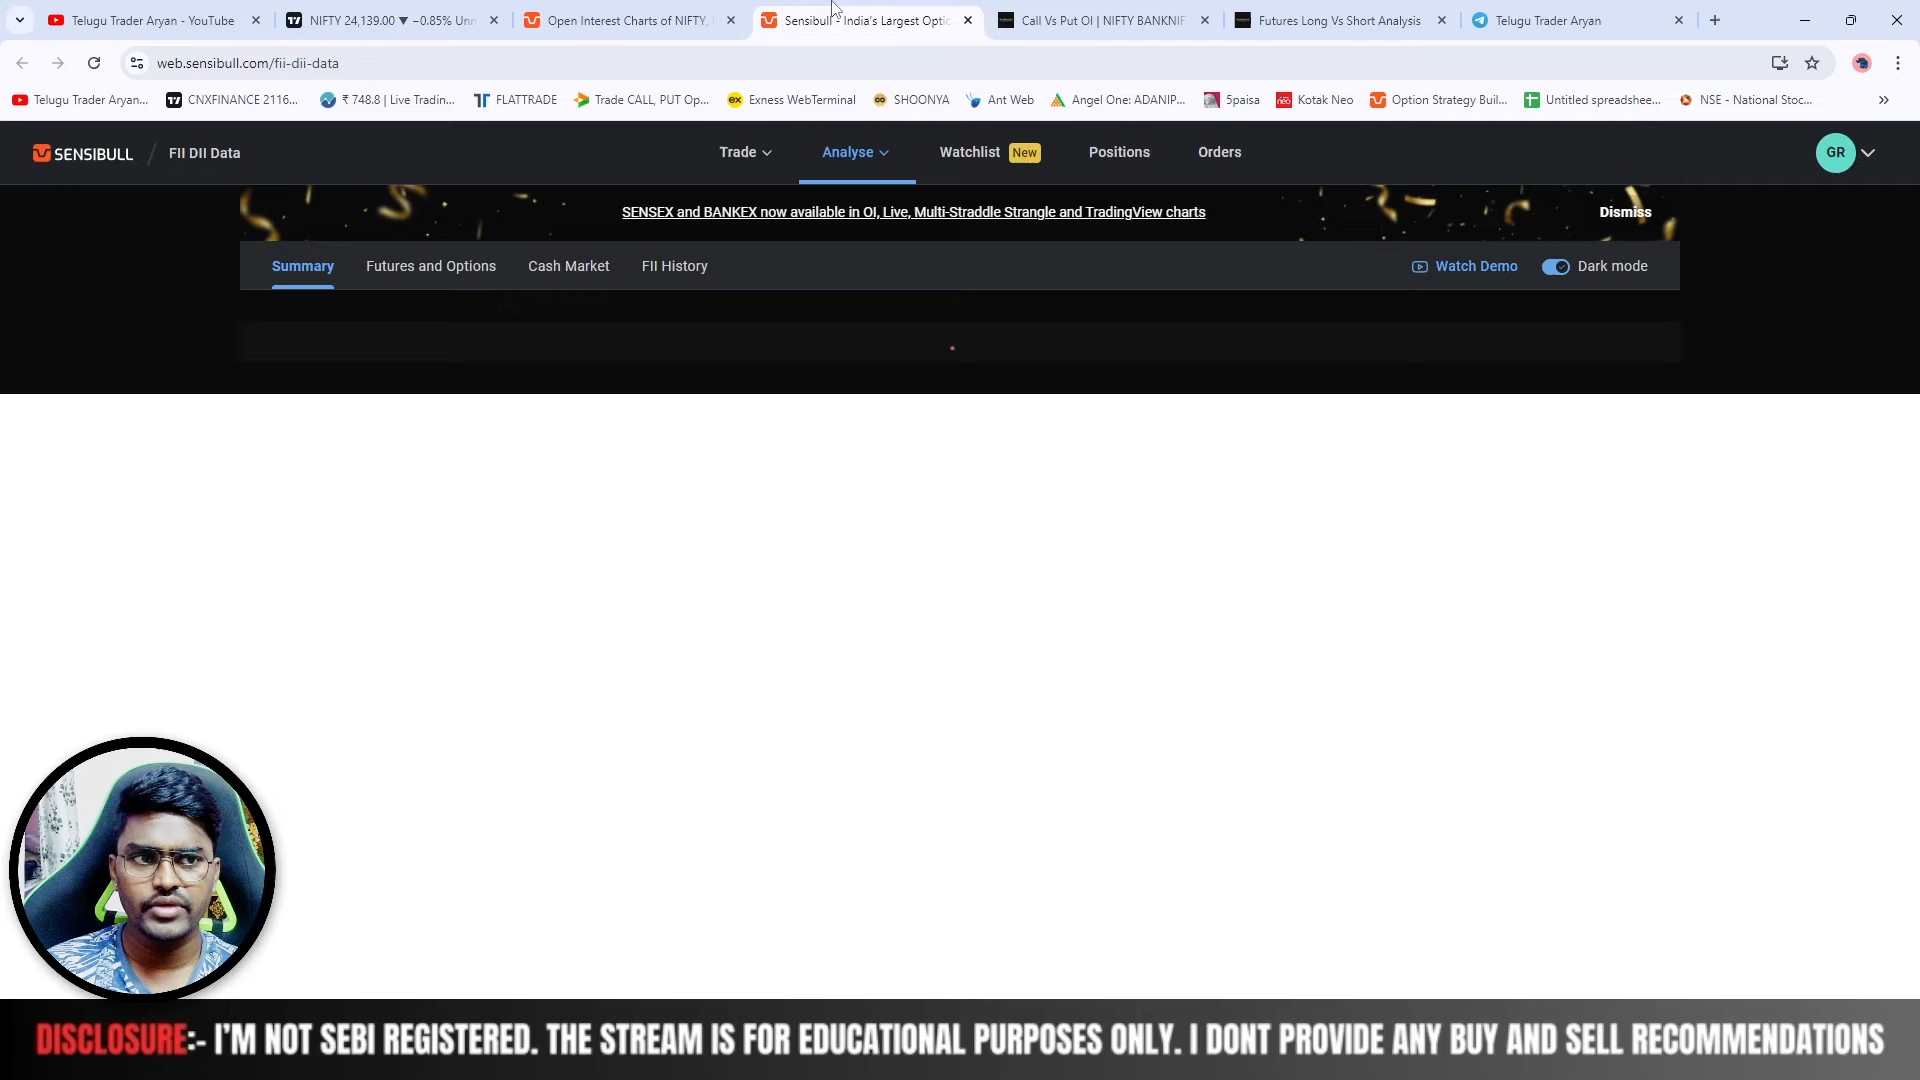 Telugu Trader Aryan - YouTube
NIFTY 24,139.00 ▼ −0.85% Unn
Open Interest Charts of NIFTY,
Sensibull - India's Largest Optio
Call Vs Put OI | NIFTY BANKNIF
Futures Long Vs Short Analysis
Telugu Trader Aryan
web.sensibull.com/fii-dii-data
Telugu Trader Aryan...
CNXFINANCE 2116...
₹ 748.8 | Live Tradin...
FLATTRADE
Trade CALL, PUT Op...
Exness WebTerminal
SHOONYA
Ant Web
Angel One: ADANIP...
5paisa
Kotak Neo
Option Strategy Buil...
Untitled spreadshee...
NSE - National Stoc...
SENSIBULL / FII DII Data
Trade
Analyse
Watchlist New
Positions
Orders
GR
SENSEX and BANKEX now available in OI, Live, Multi-Straddle Strangle and TradingView charts
Dismiss
Summary
Futures and Options
Cash Market
FII History
Watch Demo
Dark mode
DISCLOSURE:- I'M NOT SEBI REGISTERED. THE STREAM IS FOR EDUCATIONAL PURPOSES ONLY. I DONT PROVIDE ANY BUY AND SELL RECOMMENDATIONS